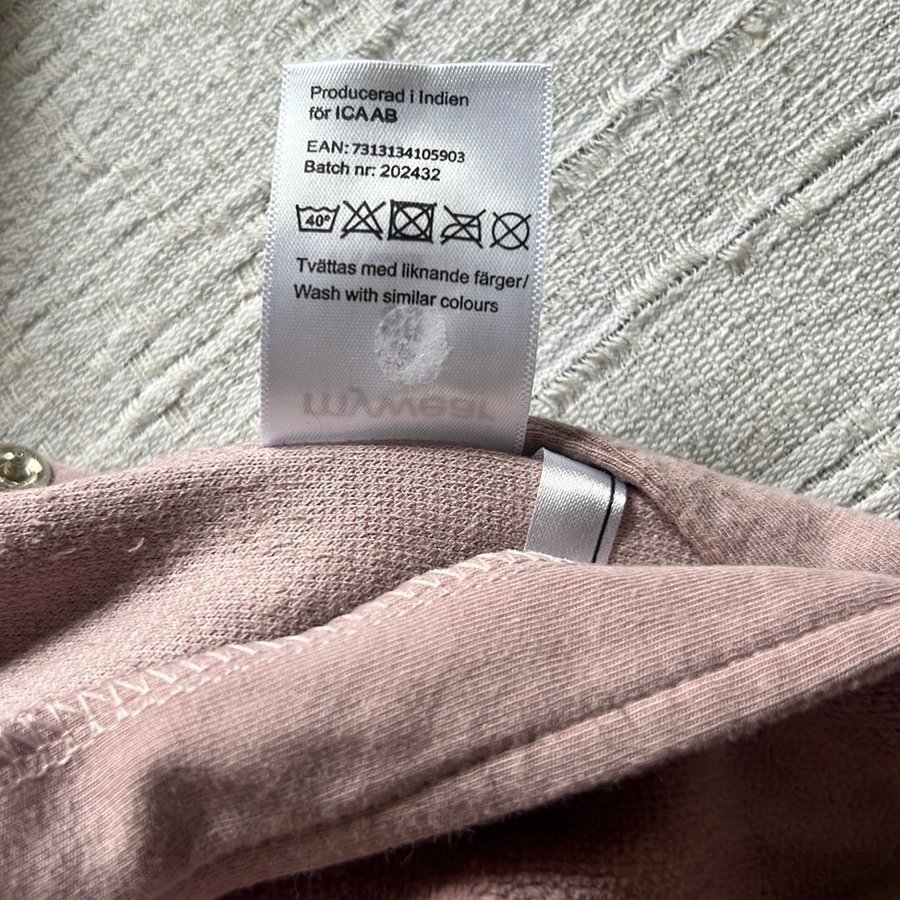 Producerad i Indien
för ICA AB
EAN: 7313134105903
Batch nr: 202432
40°
Tvättas med liknande färger/
Wash with similar colours
mywear